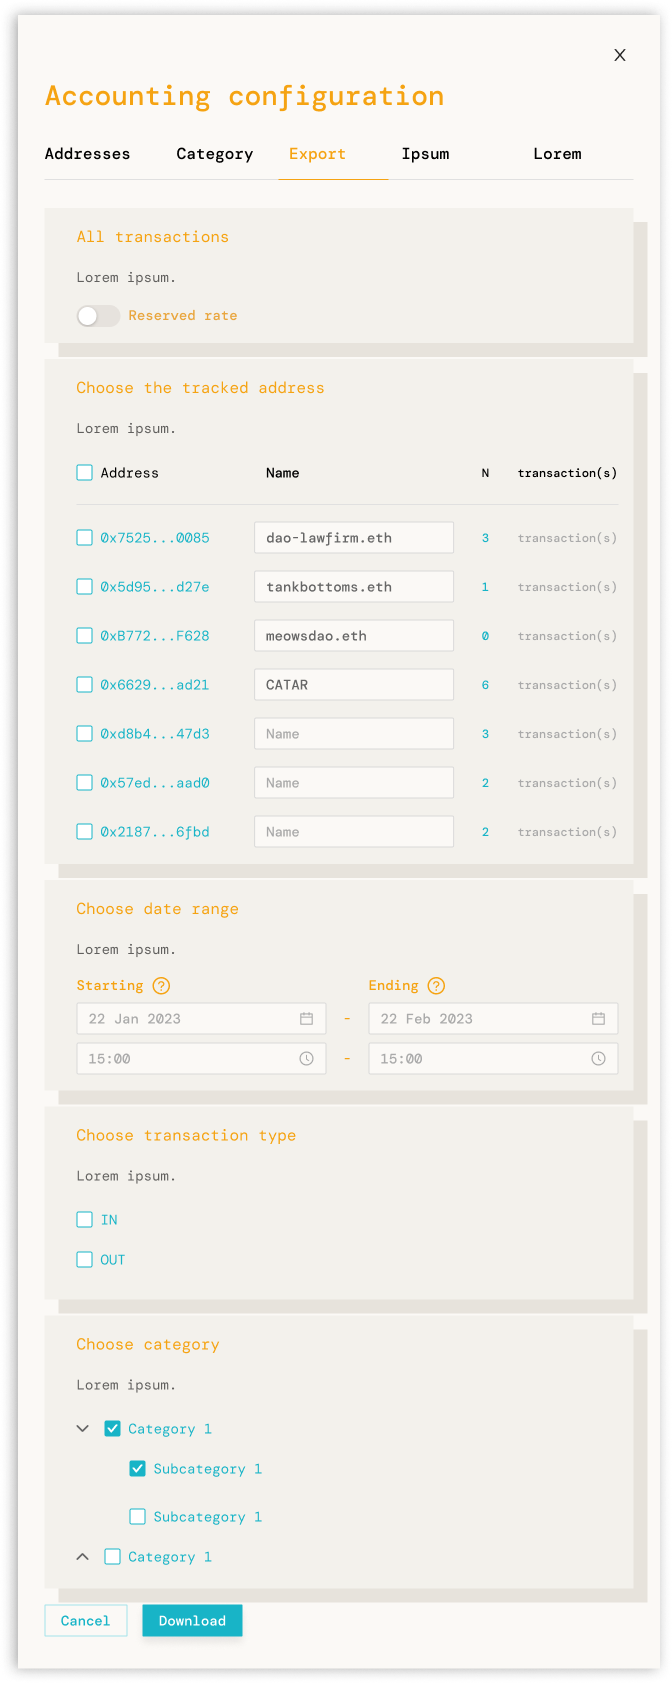 X
Accounting configuration
Addresses Category Export Ipsum Lorem
All transactions
Lorem ipsum.
Reserved rate
Choose the tracked address
Lorem ipsum.
Address Name N transaction(s)
0x7525...0085 dao-lawfirm.eth 3 transaction(s)
0x5d95...d27e tankbottoms.eth 1 transaction(s)
0xB772...F628 meowsdao.eth 0 transaction(s)
0x6629...ad21 CATAR 6 transaction(s)
0xd8b4...47d3 Name 3 transaction(s)
0x57ed...aad0 Name 2 transaction(s)
0x2187...6fbd Name 2 transaction(s)
Choose date range
Lorem ipsum.
Starting ? Ending ?
22 Jan 2023 - 22 Feb 2023
15:00 - 15:00
Choose transaction type
Lorem ipsum.
IN
OUT
Choose category
Lorem ipsum.
Category 1
Subcategory 1
Subcategory 1
Category 1
Cancel Download